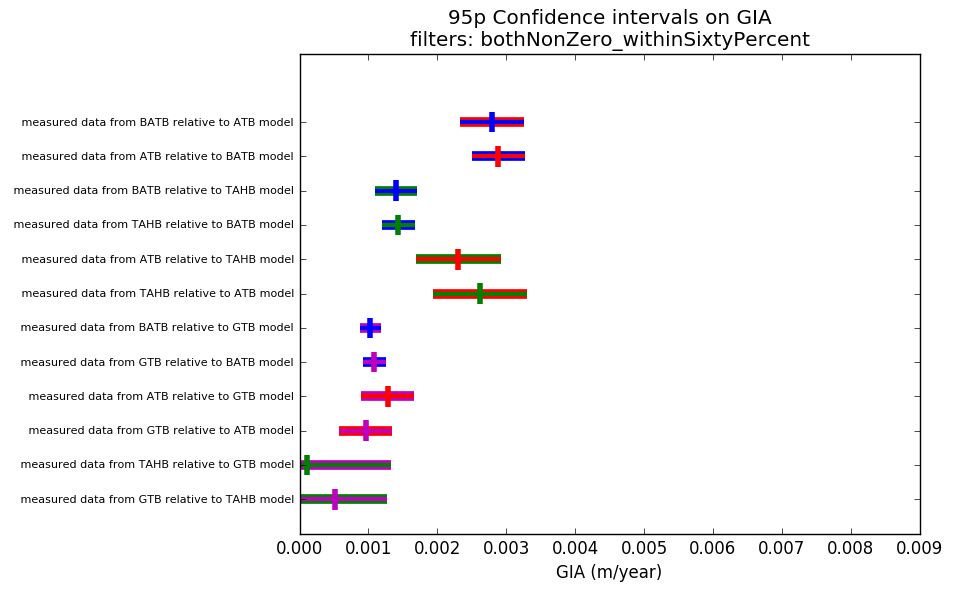 95p Confidence intervals on GIA
filters: bothNonZero_withinSixtyPercent
measured data from BATB relative to ATB model
measured data from ATB relative to BATB model
measured data from BATB relative to TAHB model
measured data from TAHB relative to BATB model
measured data from ATB relative to TAHB model
measured data from TAHB relative to ATB model
measured data from BATB relative to GTB model
measured data from GTB relative to BATB model
measured data from ATB relative to GTB model
measured data from GTB relative to ATB model
measured data from TAHB relative to GTB model
measured data from GTB relative to TAHB model
0.000 0.001 0.002 0.003 0.004 0.005 0.006 0.007 0.008 0.009
GIA (m/year)